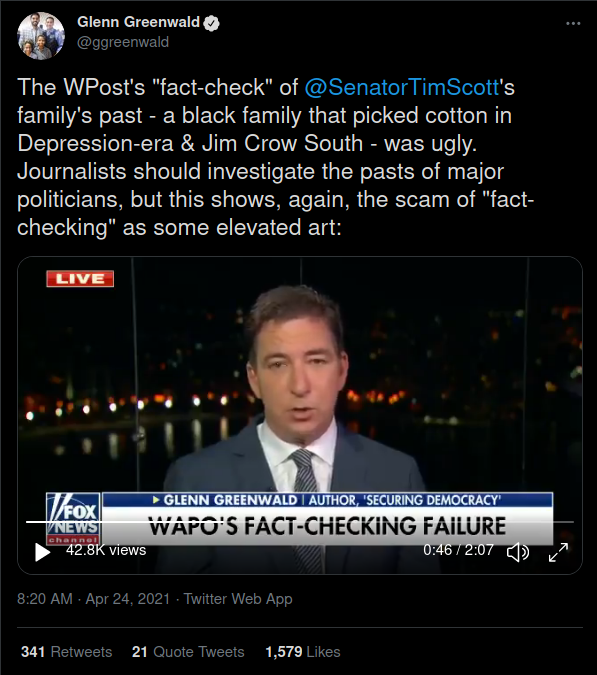 Glenn Greenwald
@ggreenwald
The WPost's "fact-check" of @SenatorTimScott's
family's past - a black family that picked cotton in
Depression-era & Jim Crow South - was ugly.
Journalists should investigate the pasts of major
politicians, but this shows, again, the scam of "fact-
checking" as some elevated art:
LIVE
GLENN GREENWALD | AUTHOR, 'SECURING DEMOCRACY'
FOX
NEWS
channel
WAPO'S FACT-CHECKING FAILURE
42.8K views
0:46 / 2:07
8:20 AM · Apr 24, 2021 · Twitter Web App
341 Retweets 21 Quote Tweets 1,579 Likes